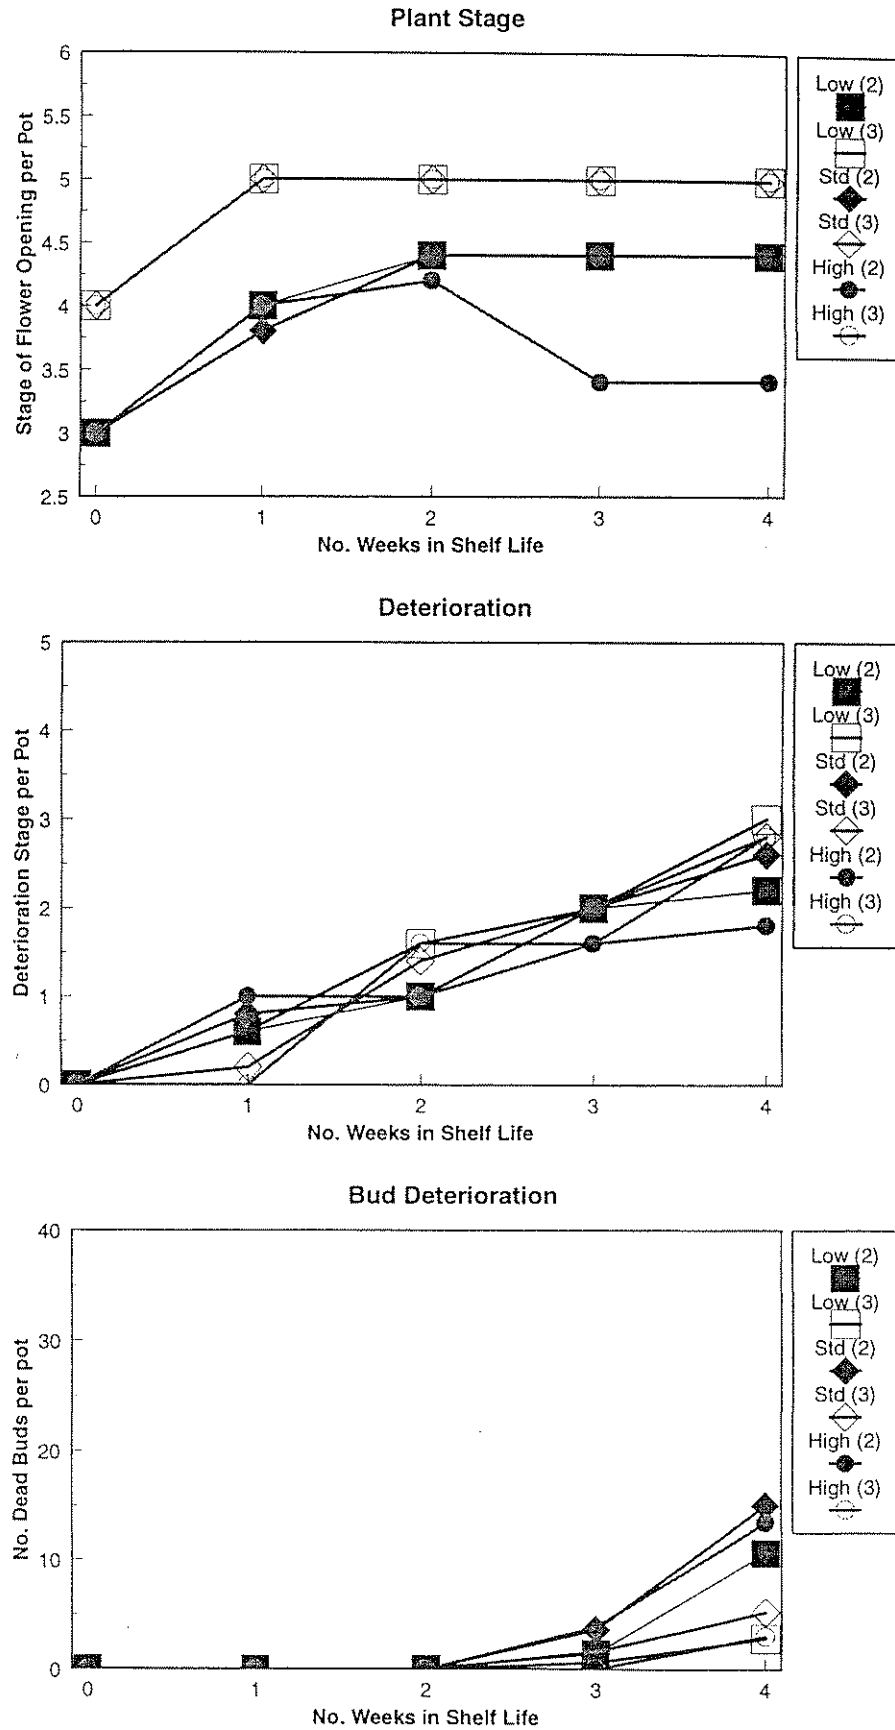 Plant Stage
6
5.5
5
4.5
4
3.5
3
2.5
Stage of Flower Opening per Pot
0 1 2 3 4
No. Weeks in Shelf Life
Low (2)
Low (3)
Std (2)
Std (3)
High (2)
High (3)
Deterioration
5
4
3
2
1
0
Deterioration Stage per Pot
0 1 2 3 4
No. Weeks in Shelf Life
Low (2)
Low (3)
Std (2)
Std (3)
High (2)
High (3)
Bud Deterioration
40
30
20
10
5
0
No. Dead Buds per pot
0 1 2 3 4
No. Weeks in Shelf Life
Low (2)
Low (3)
Std (2)
Std (3)
High (2)
High (3)